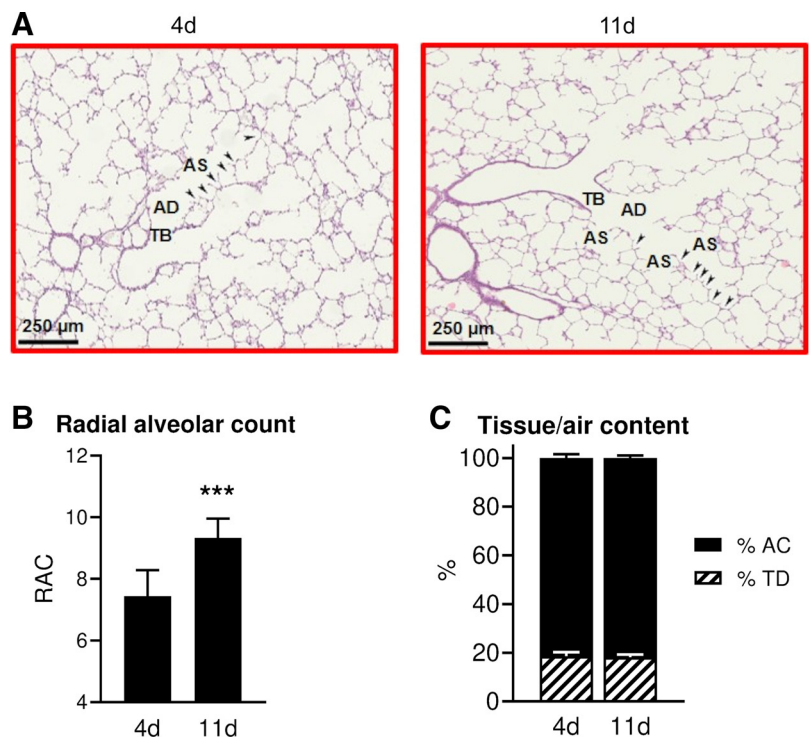 A
4d
11d
AS
AD
TB
250 µm
TB
AD
AS
AS
AS
250 µm
B Radial alveolar count
12
10
8
6
4
RAC
***
4d 11d
C Tissue/air content
100
80
60
40
20
0
%
4d 11d
% AC
% TD